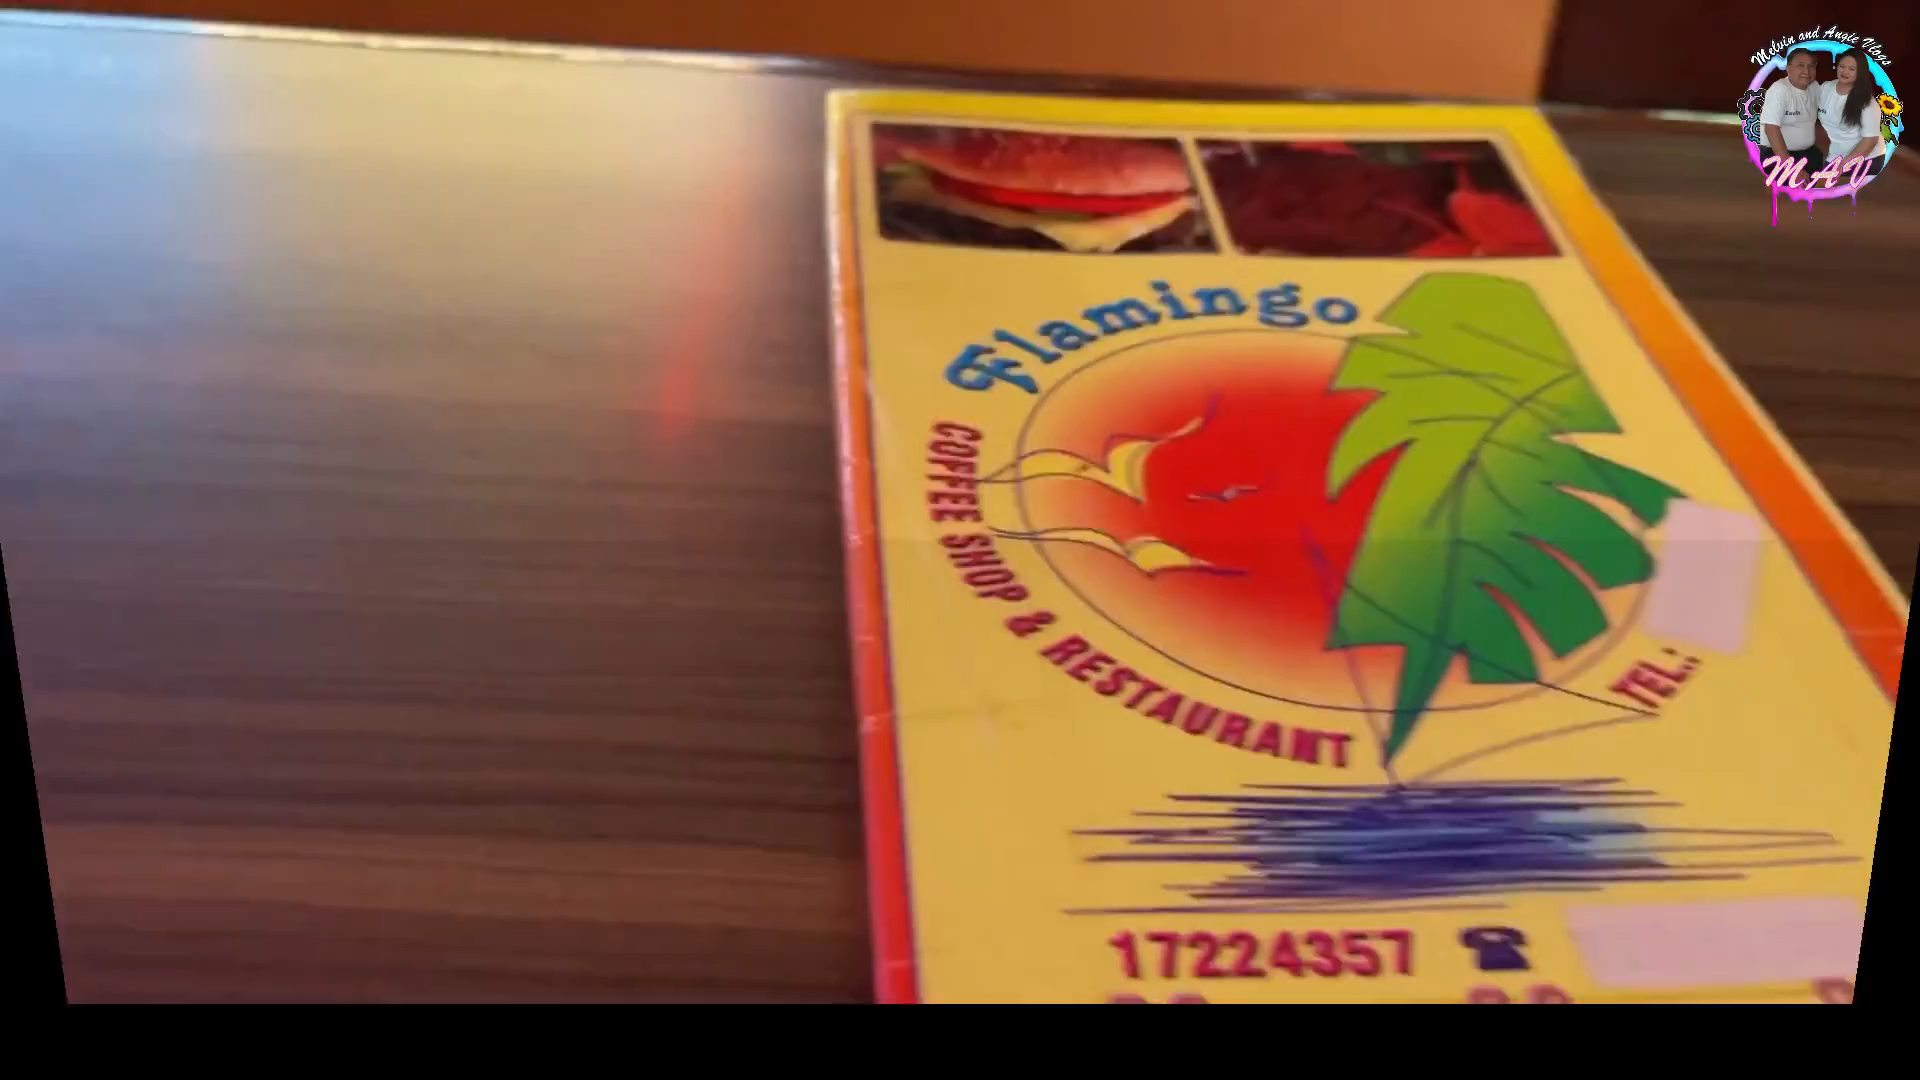 Melvin and Angie Vlogs
MAV
Flamingo
COFFEE SHOP & RESTAURANT
TEL.:
17224357